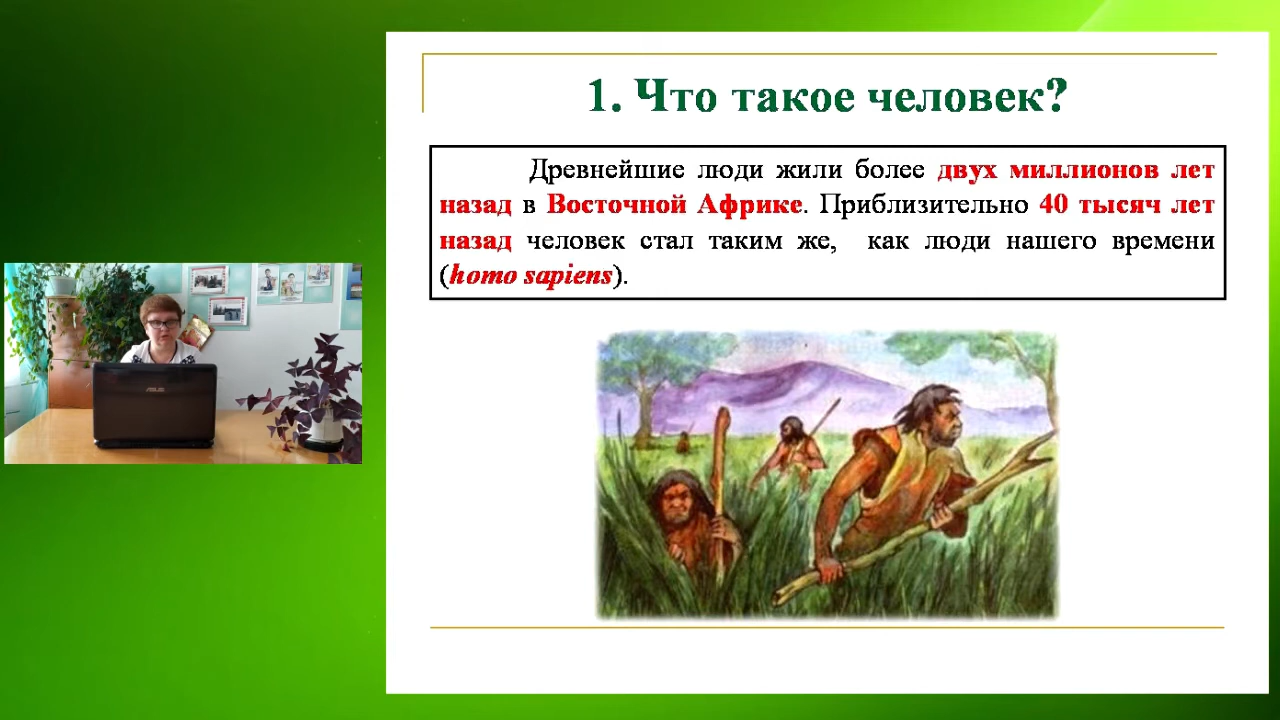 1. Что такое человек?
Древнейшие люди жили более двух миллионов лет
назад в Восточной Африке. Приблизительно 40 тысяч лет
назад человек стал таким же, как люди нашего времени
(homo sapiens).
ASUS